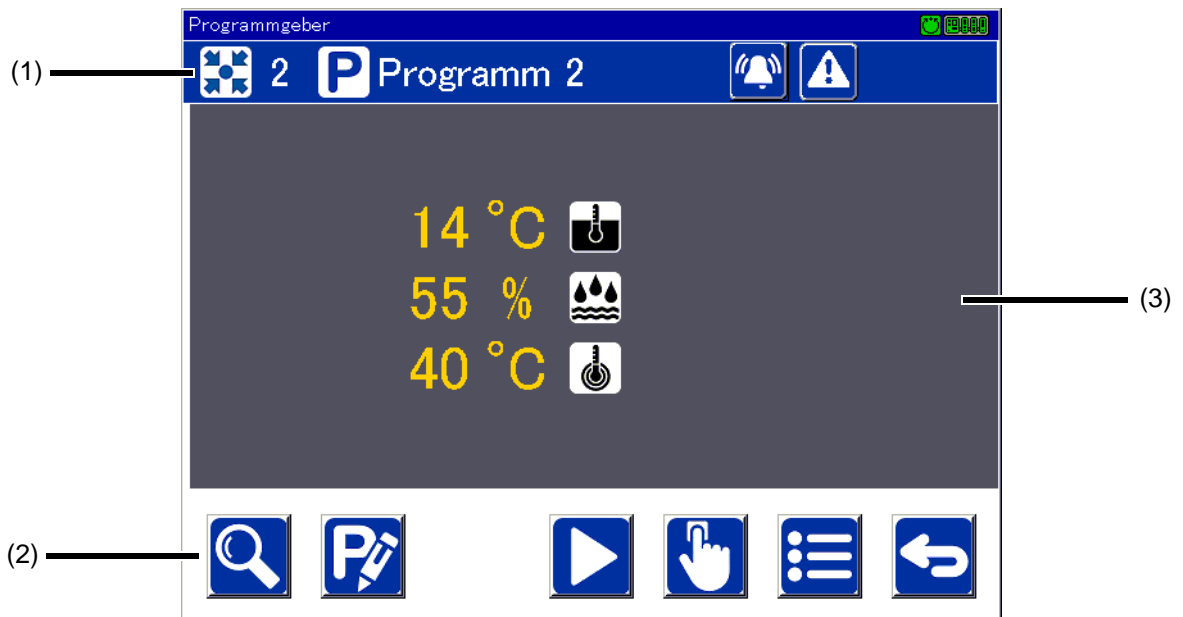 Programmgeber
(1)
2 P Programm 2
14 °C
55 %
40 °C
(3)
(2)
P